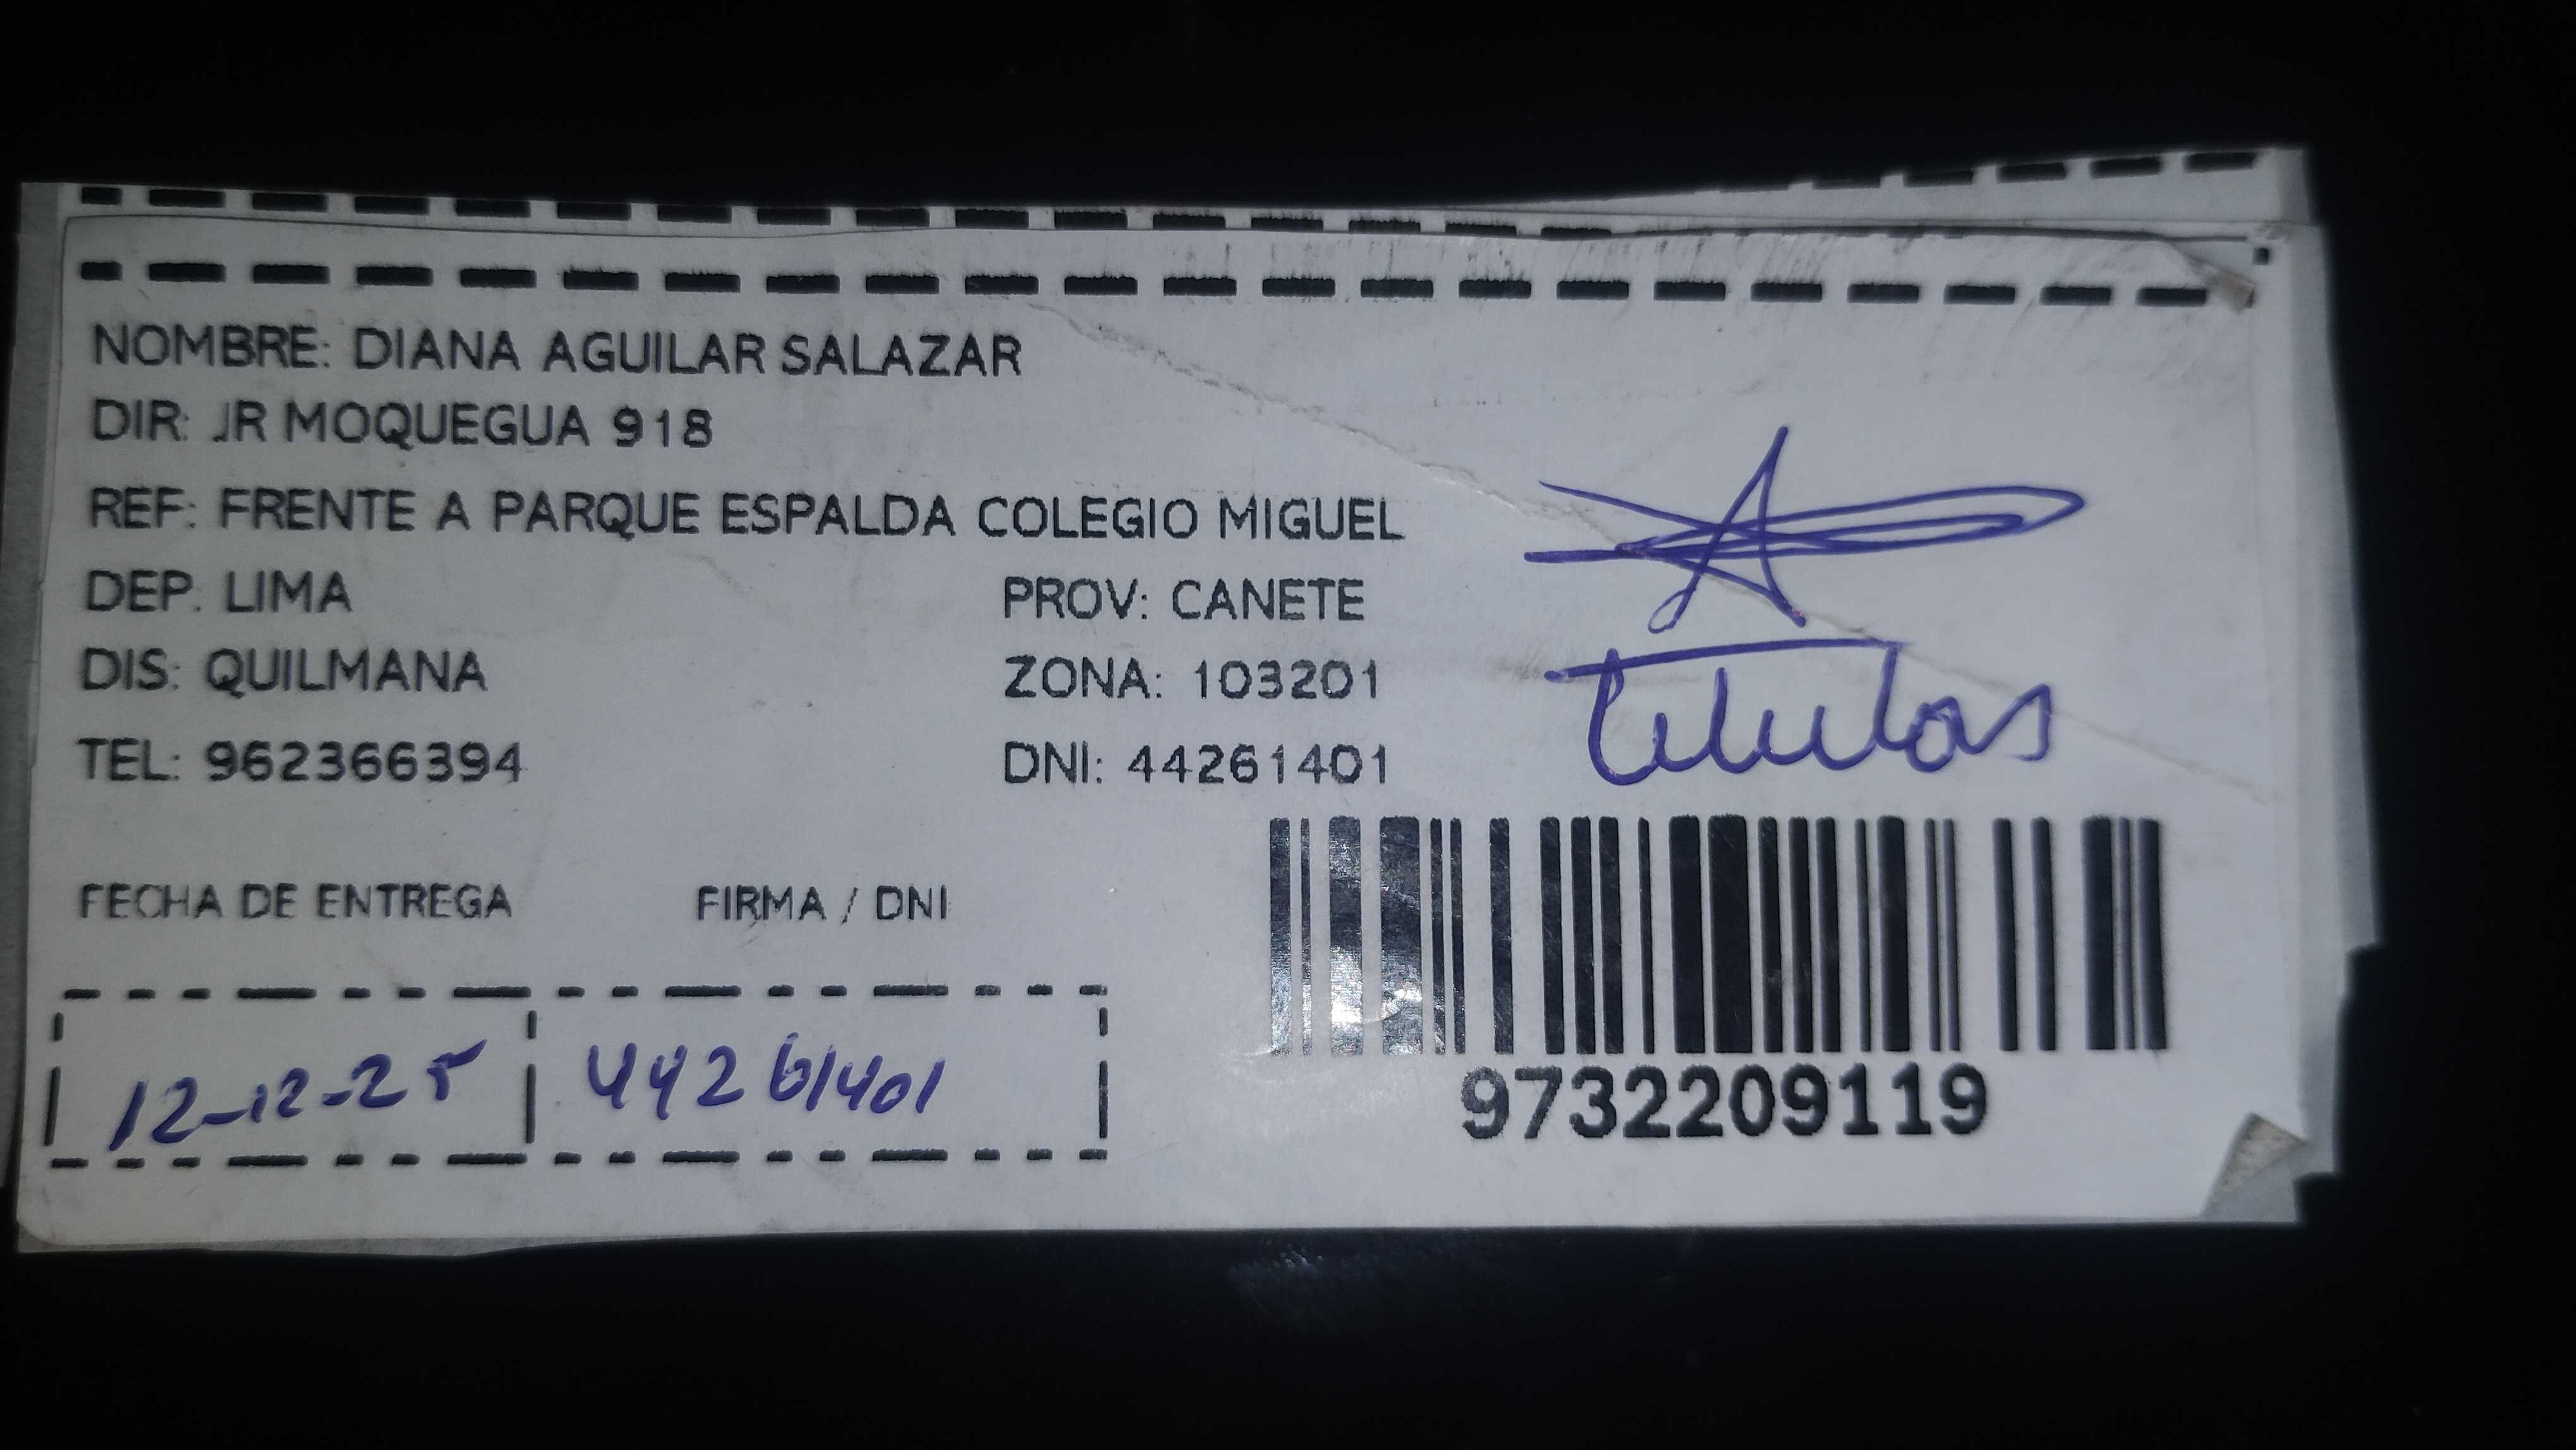 NOMBRE: DIANA AGUILAR SALAZAR
DIR: JR MOQUEGUA 918
REF: FRENTE A PARQUE ESPALDA COLEGIO MIGUEL
DEP: LIMA PROV: CANETE
DIS: QUILMANA ZONA: 103201
TEL: 962366394 DNI: 44261401
FECHA DE ENTREGA FIRMA / DNI
12-12-25 44261401
9732209119